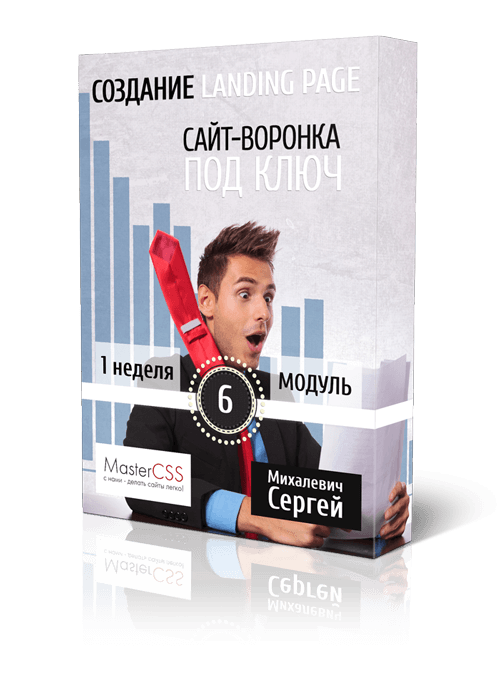 СОЗДАНИЕ LANDING PAGE
САЙТ-ВОРОНКА
ПОД КЛЮЧ
1 неделя
6
МОДУЛЬ
MasterCSS
с нами - делать сайты легко!
Михалевич
Сергей